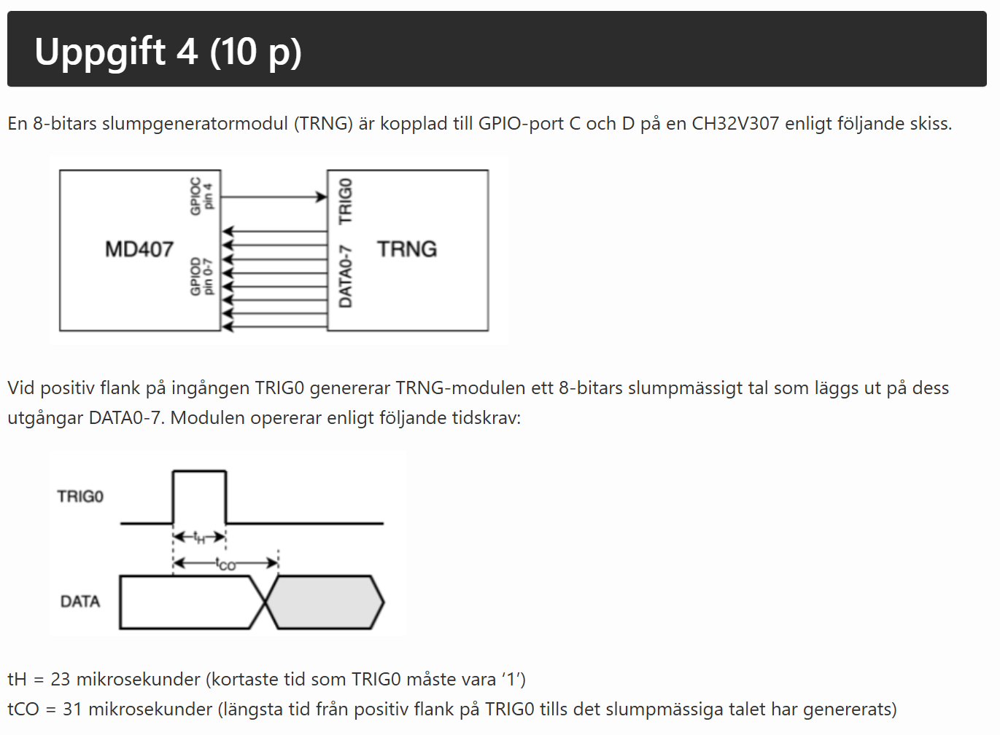 Uppgift 4 (10 p)
En 8-bitars slumpgeneratormodul (TRNG) är kopplad till GPIO-port C och D på en CH32V307 enligt följande skiss.
GPIOC
pin 4
TRIG0
MD407
TRNG
GPIOD
pin 0-7
DATA0-7
Vid positiv flank på ingången TRIG0 genererar TRNG-modulen ett 8-bitars slumpmässigt tal som läggs ut på dess
utgångar DATA0-7. Modulen opererar enligt följande tidskrav:
TRIG0
tH
tCO
DATA
tH = 23 mikrosekunder (kortaste tid som TRIG0 måste vara ‘1’)
tCO = 31 mikrosekunder (längsta tid från positiv flank på TRIG0 tills det slumpmässiga talet har genererats)